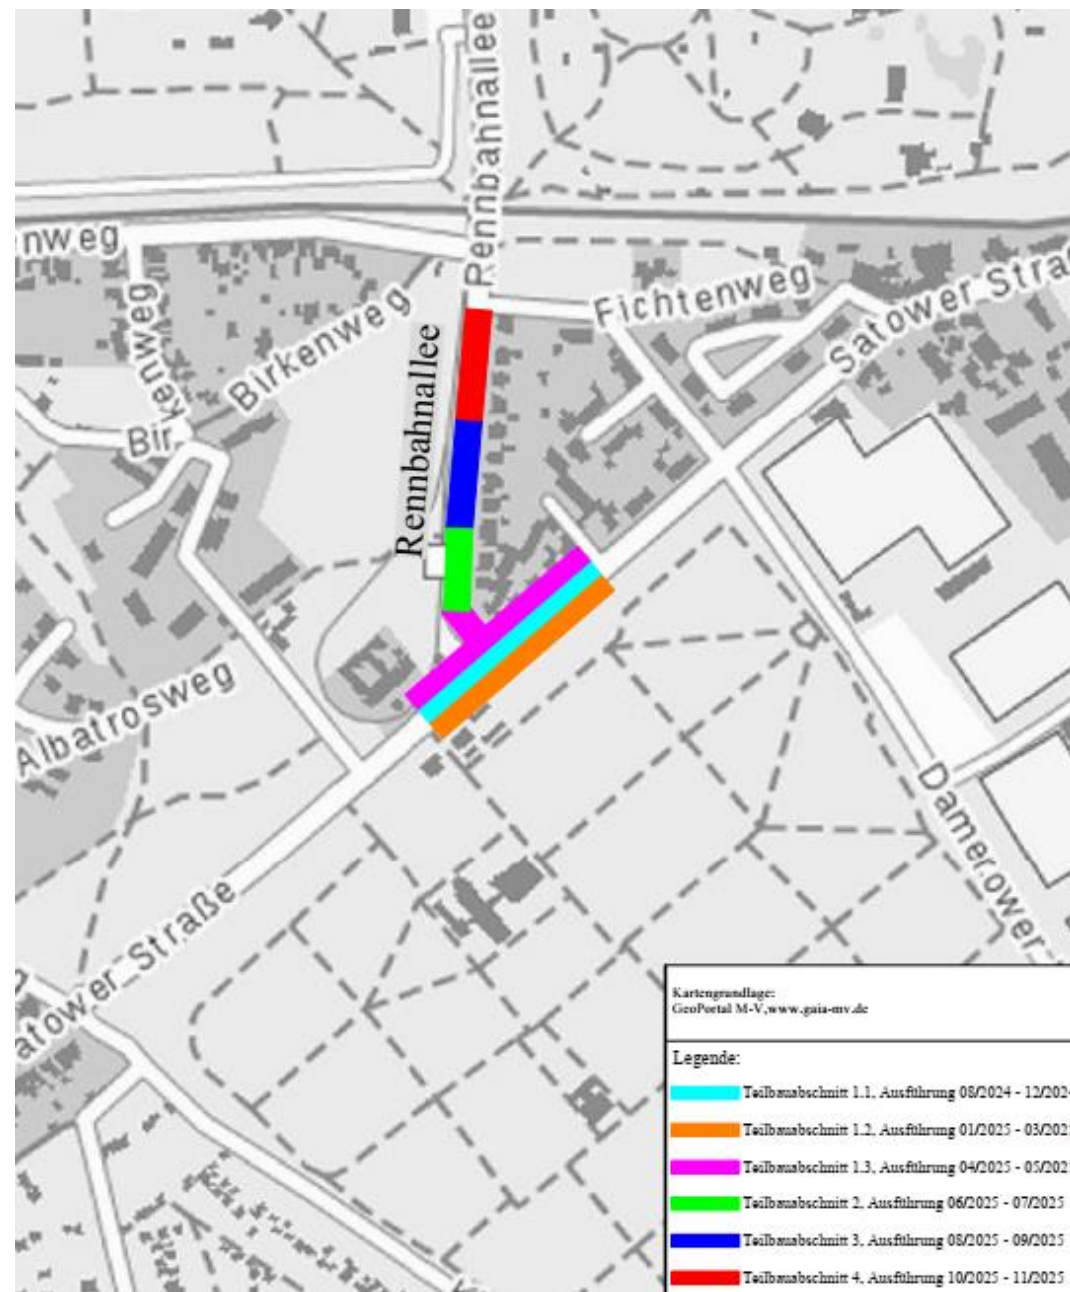 Rennbahnallee
nweg
kenweg
Birkenweg
Bir
Fichtenweg
Satower Straß
Rennbahnallee
Albatrosweg
Damerower
atower Straße
Kartengrundlage:
GeoPortal M-V,www.gaia-mv.de
Legende:
Teilbauabschnitt 1.1, Ausführung 08/2024 - 12/2024
Teilbauabschnitt 1.2, Ausführung 01/2025 - 03/202
Teilbauabschnitt 1.3, Ausführung 04/2025 - 05/202
Teilbauabschnitt 2, Ausführung 06/2025 - 07/2025
Teilbauabschnitt 3, Ausführung 08/2025 - 09/2025
Teilbauabschnitt 4, Ausführung 10/2025 - 11/2025